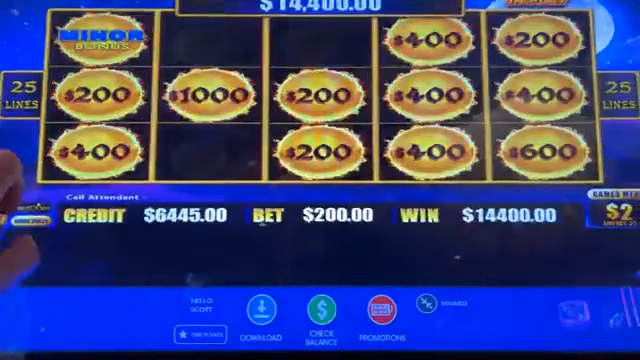 $14,400.00
MINOR
BONUS
$400
$200
25
LINES
$200
$1000
$200
$400
$400
25
LINES
$400
$200
$400
$600
Call Attendant -
CREDIT $6445.00 BET $200.00 WIN $14400.00
$2
HELLO
SCOTT
POINTS
DOWNLOAD
CHECK
BALANCE
PROMOTIONS
MINIMIZE